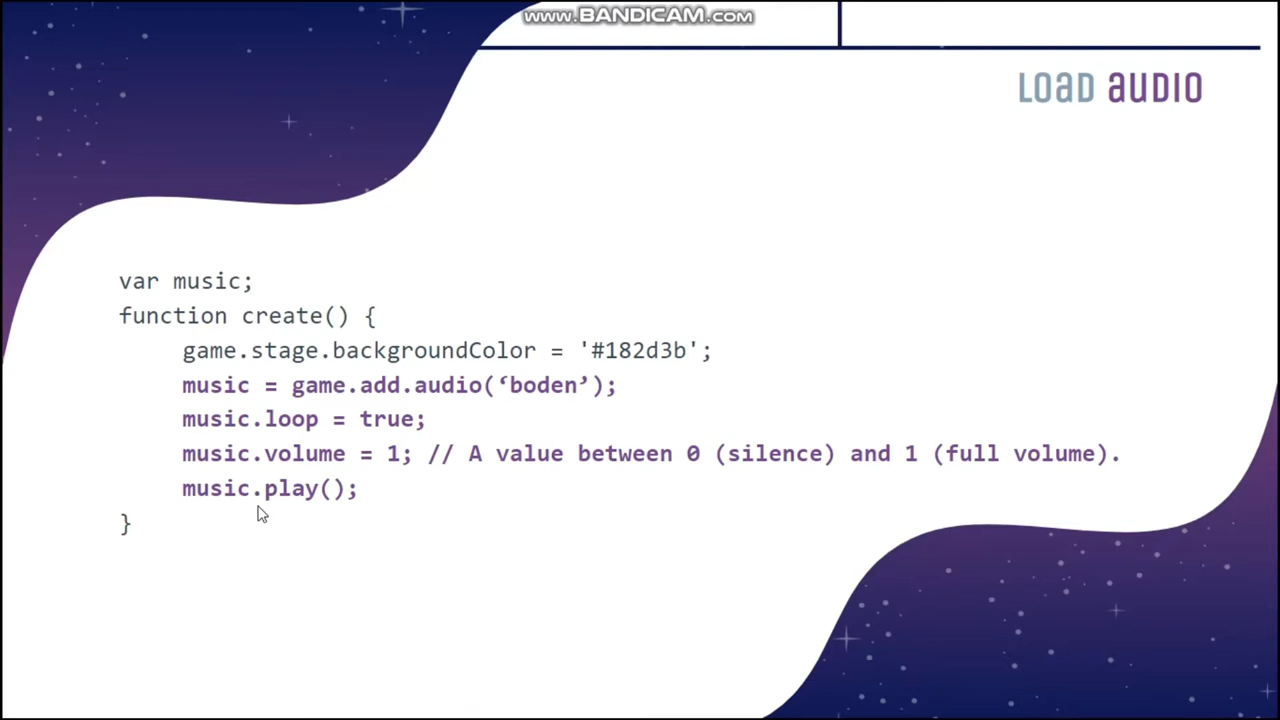 www.BANDICAM.com
LOAD AUDIO
var music;
function create() {
game.stage.backgroundColor = '#182d3b';
music = game.add.audio(‘boden’);
music.loop = true;
music.volume = 1; // A value between 0 (silence) and 1 (full volume).
music.play();
}